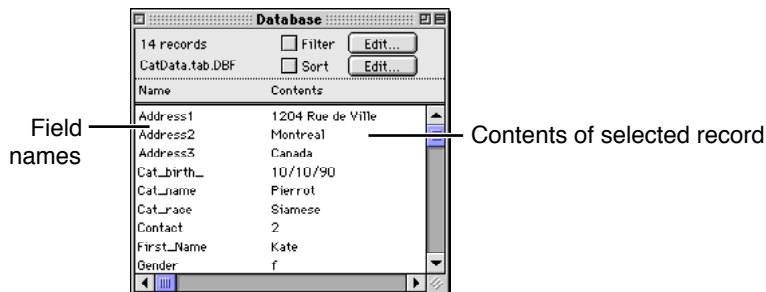 Database
14 records Filter Edit...
CatData.tab.DBF Sort Edit...
Name Contents
Address1 1204 Rue de Ville
Address2 Montreal
Address3 Canada
Cat_birth_ 10/10/90
Cat_name Pierrot
Cat_race Siamese
Contact 2
First_Name Kate
Gender f
Field
names
Contents of selected record